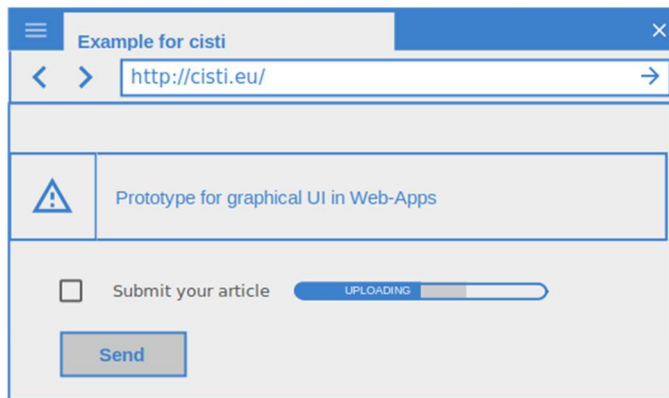 Example for cisti
http://cisti.eu/
Prototype for graphical UI in Web-Apps
Submit your article UPLOADING
Send